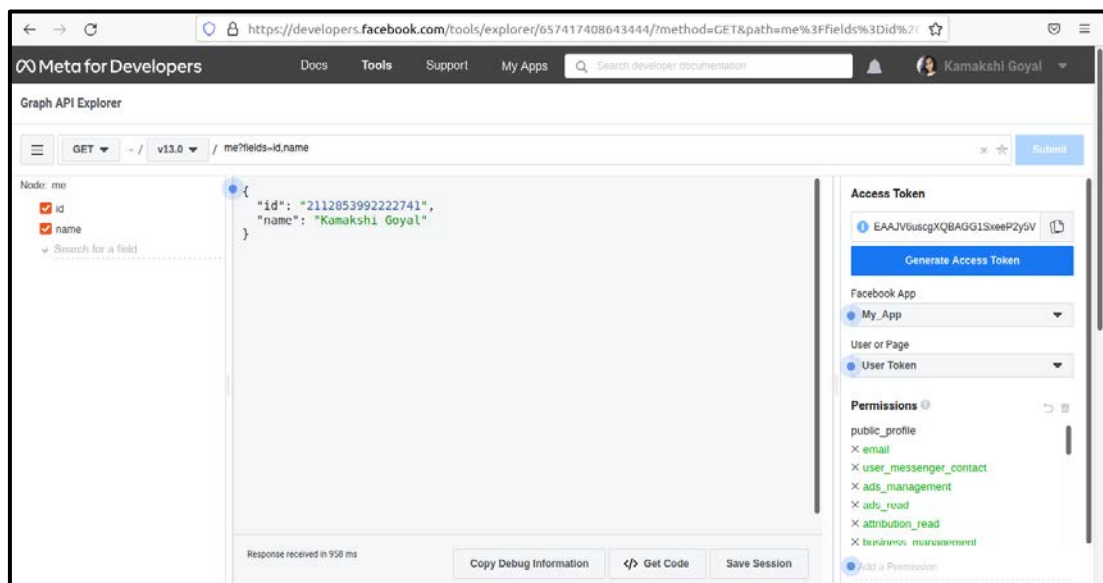 https://developers.facebook.com/tools/explorer/657417408643444/?method=GET&path=me%3Ffields%3Did%2C
Meta for Developers Docs Tools Support My Apps Search developer documentation Kamakshi Goyal
Graph API Explorer
GET → / v13.0 / me?fields=id,name Submit
Node: me
id
name
Search for a field
{
"id": "2112053992222741",
"name": "Kamakshi Goyal"
}
Response received in 958 ms
Copy Debug Information
</> Get Code
Save Session
Access Token
EAAJV6uscgXQBAGG1SxeeP2y5V
Generate Access Token
Facebook App
My_App
User or Page
User Token
Permissions
public_profile
email
user_messenger_contact
ads_management
ads_read
attribution_read
business_management
Add a Permission